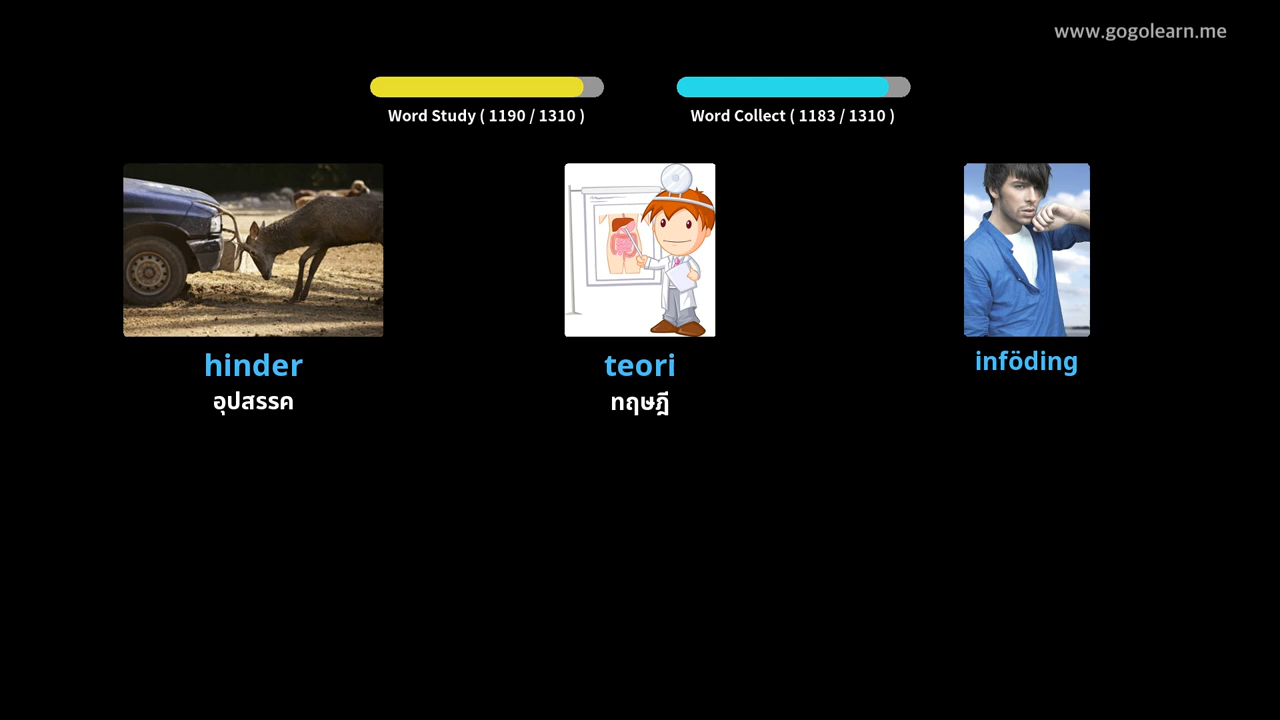 www.gogolearn.me
Word Study ( 1190 / 1310 )
Word Collect ( 1183 / 1310 )
hinder
อุปสรรค
teori
ทฤษฎี
inföding